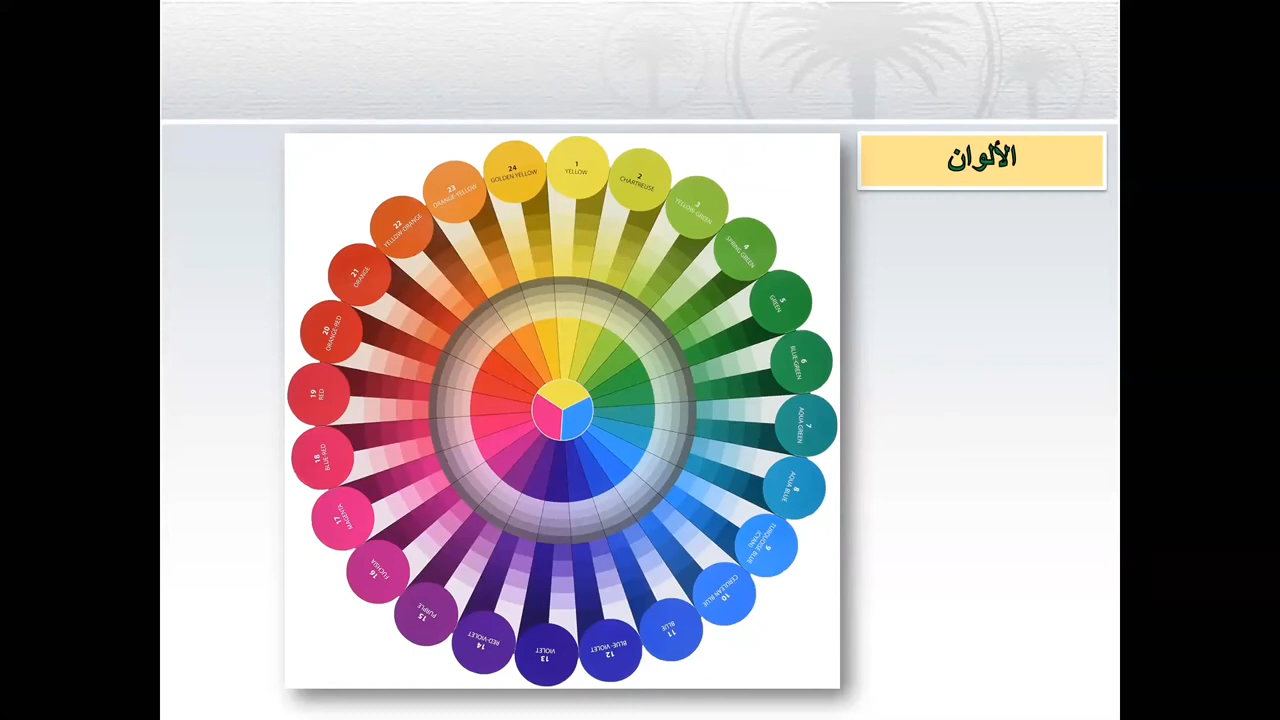 الألوان
1
YELLOW
2
CHARTREUSE
3
YELLOW-GREEN
4
SPRING GREEN
5
GREEN
6
BLUE-GREEN
7
AQUA GREEN
8
AQUA BLUE
9
TURQUOISE BLUE
(CYAN)
10
CERULEAN BLUE
11
BLUE
12
BLUE-VIOLET
13
VIOLET
14
RED-VIOLET
15
PURPLE
16
FUCHSIA
17
MAGENTA
18
BLUE-RED
19
RED
20
ORANGE-RED
21
ORANGE
22
YELLOW-ORANGE
23
ORANGE-YELLOW
24
GOLDEN YELLOW